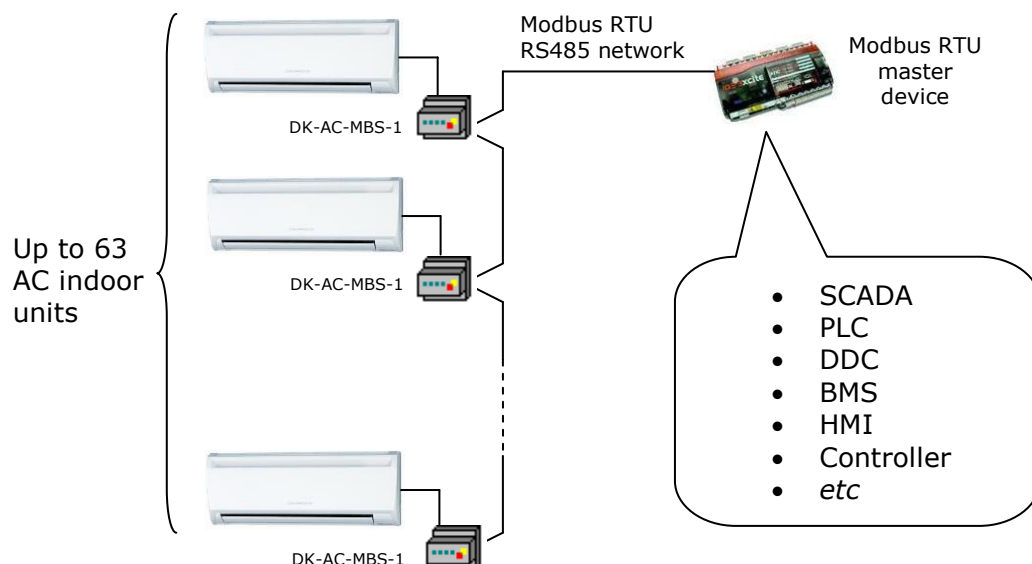 Modbus RTU
RS485 network
Modbus RTU
master
device
DK-AC-MBS-1
Up to 63
AC indoor
units
DK-AC-MBS-1
• SCADA
• PLC
• DDC
• BMS
• HMI
• Controller
• etc
DK-AC-MBS-1